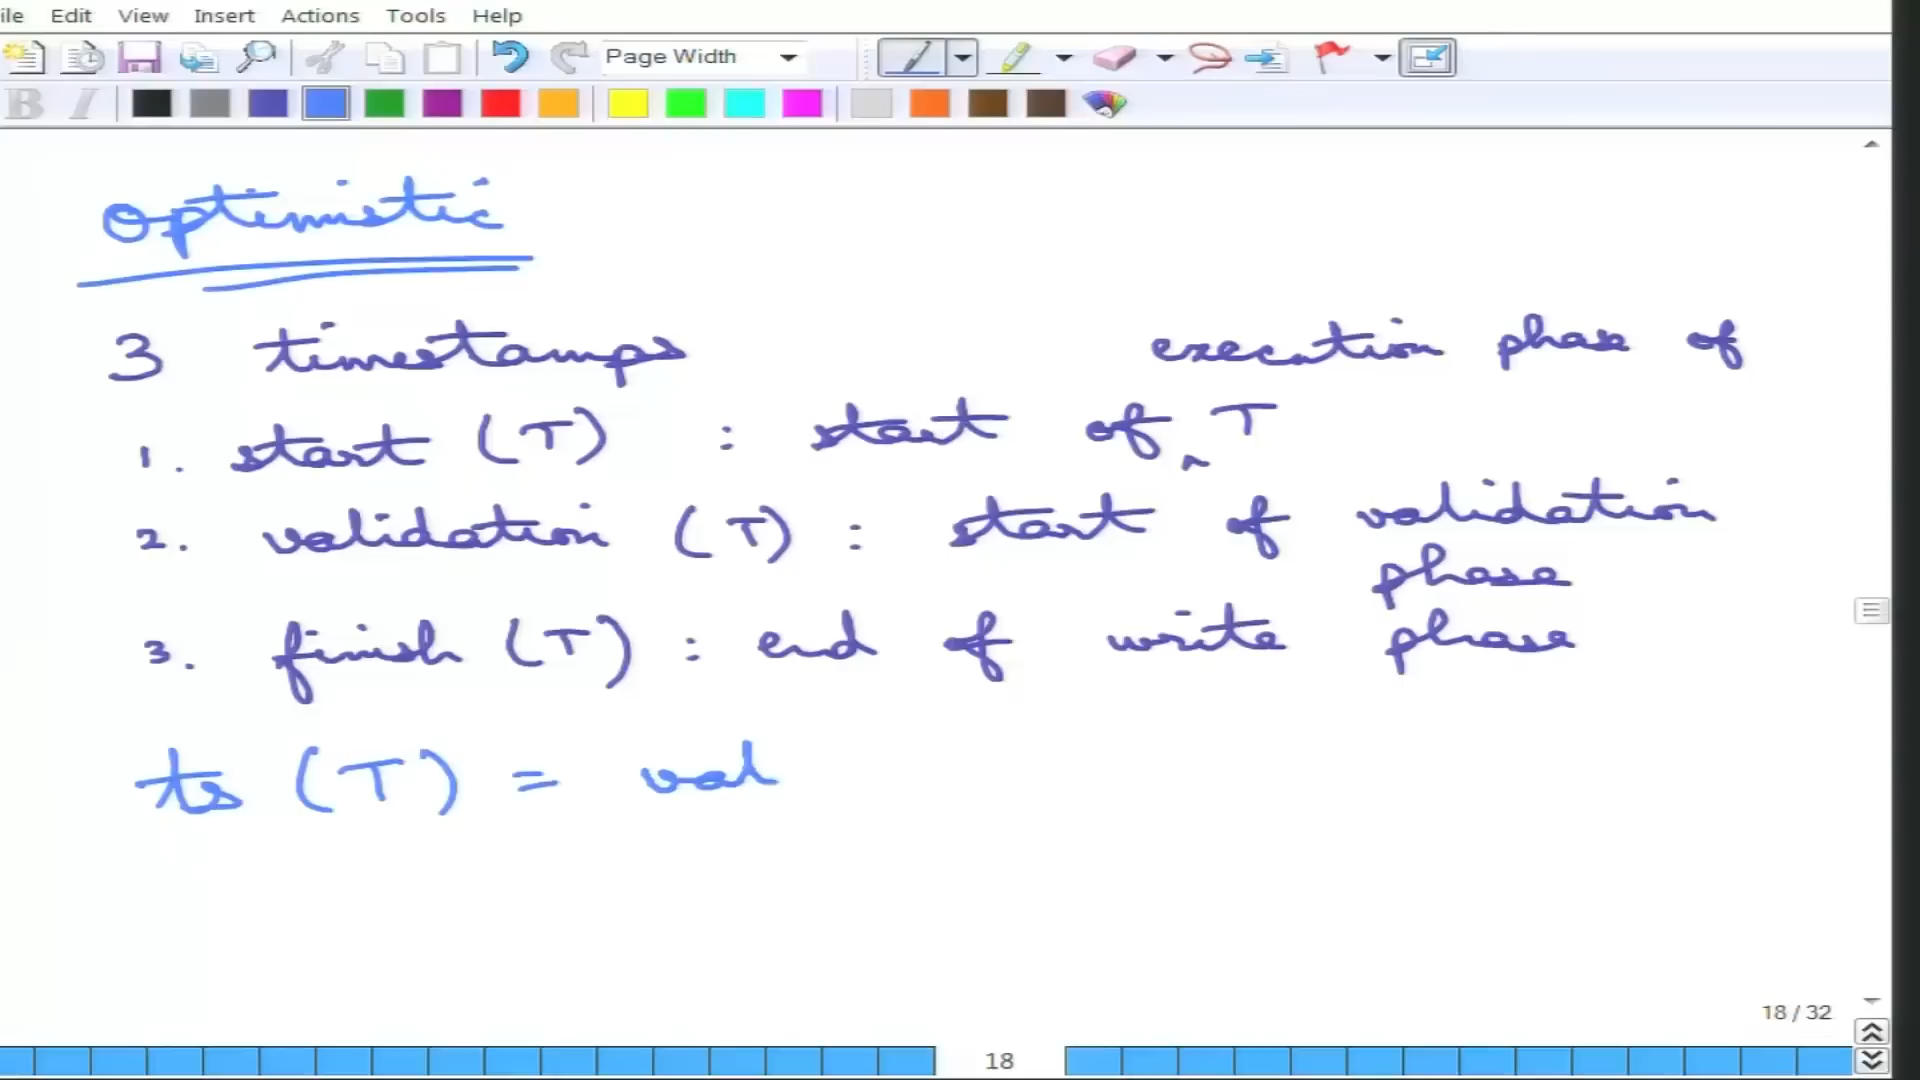 ile Edit View Insert Actions Tools Help
Page Width
B I
optimistic
3 timestamps
execution phase of
1. start (T) : start of ^ T
2. validation (T) : start of validation
phase
3. finish (T) : end of write phase
ts (T) = val
18 / 32
18